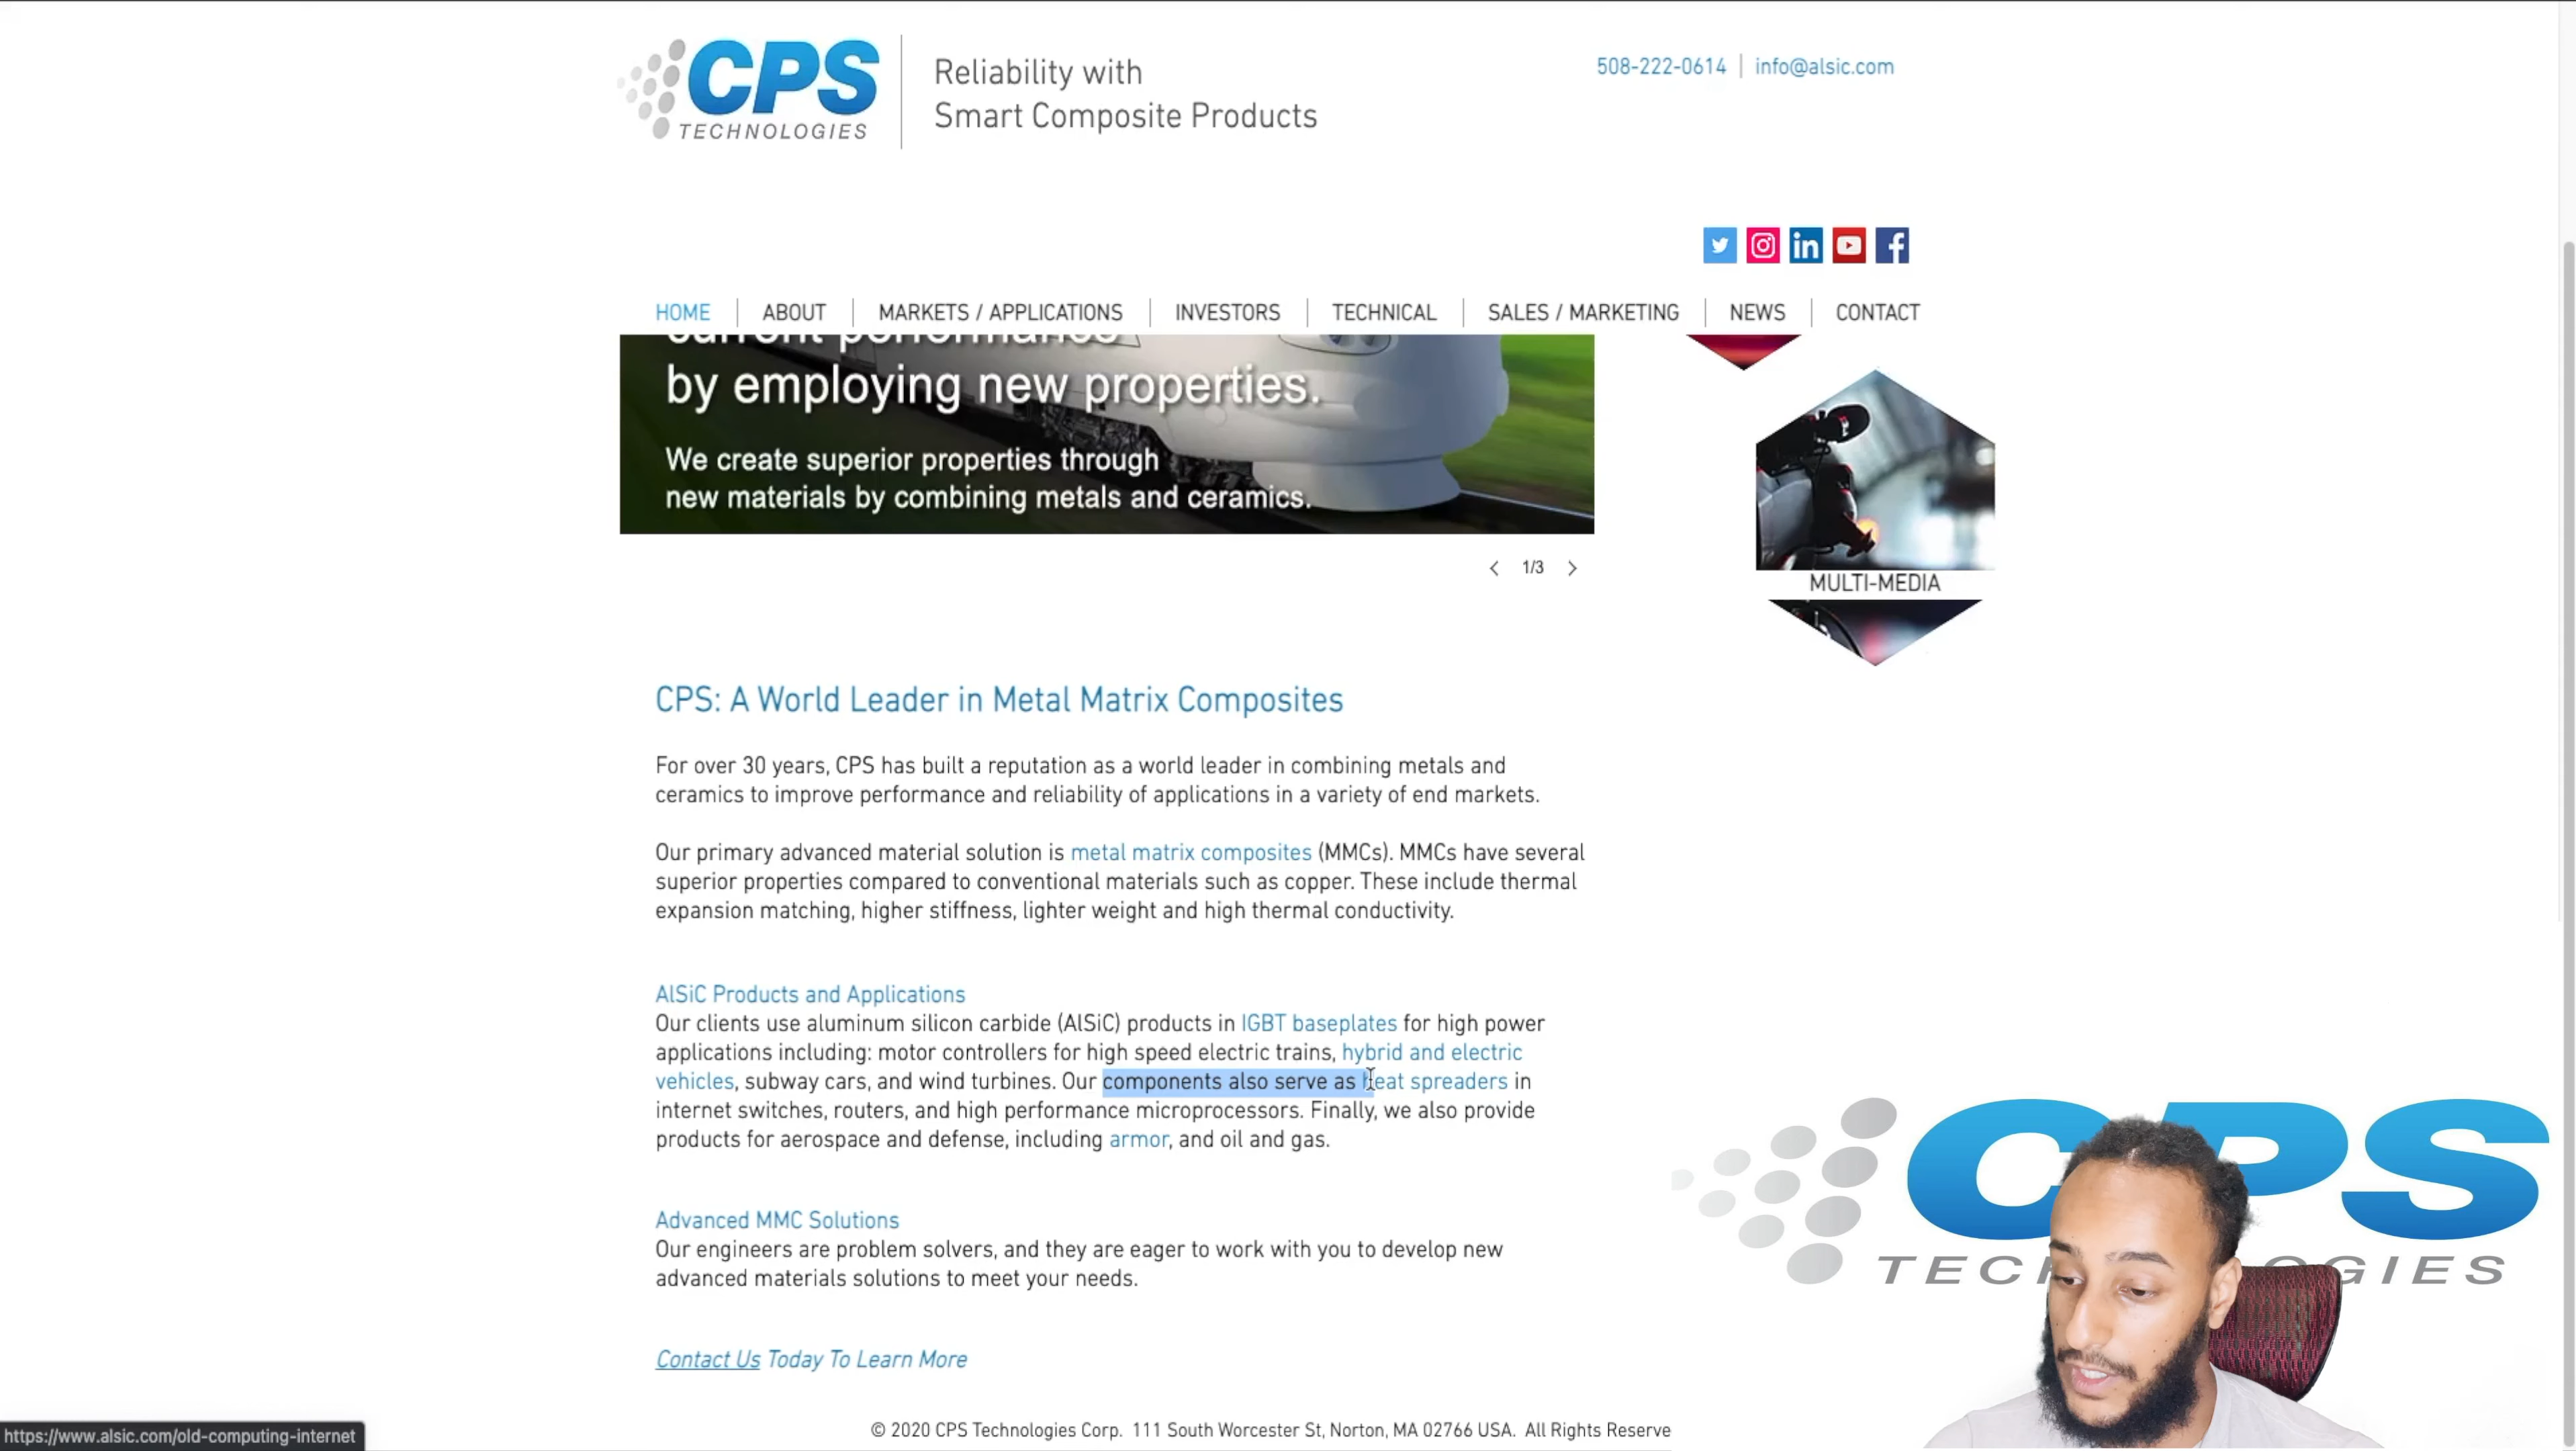 CPS
TECHNOLOGIES
Reliability with
Smart Composite Products
508-222-0614 | info@alsic.com
HOME
ABOUT
MARKETS / APPLICATIONS
INVESTORS
TECHNICAL
SALES / MARKETING
NEWS
CONTACT
current performance
by employing new properties.
We create superior properties through
new materials by combining metals and ceramics.
1/3
MULTI-MEDIA
CPS: A World Leader in Metal Matrix Composites
For over 30 years, CPS has built a reputation as a world leader in combining metals and
ceramics to improve performance and reliability of applications in a variety of end markets.
Our primary advanced material solution is metal matrix composites (MMCs). MMCs have several
superior properties compared to conventional materials such as copper. These include thermal
expansion matching, higher stiffness, lighter weight and high thermal conductivity.
AlSiC Products and Applications
Our clients use aluminum silicon carbide (AlSiC) products in IGBT baseplates for high power
applications including: motor controllers for high speed electric trains, hybrid and electric
vehicles, subway cars, and wind turbines. Our components also serve as heat spreaders in
internet switches, routers, and high performance microprocessors. Finally, we also provide
products for aerospace and defense, including armor, and oil and gas.
Advanced MMC Solutions
Our engineers are problem solvers, and they are eager to work with you to develop new
advanced materials solutions to meet your needs.
Contact Us Today To Learn More
© 2020 CPS Technologies Corp. 111 South Worcester St, Norton, MA 02766 USA. All Rights Reserve
https://www.alsic.com/old-computing-internet
CPS